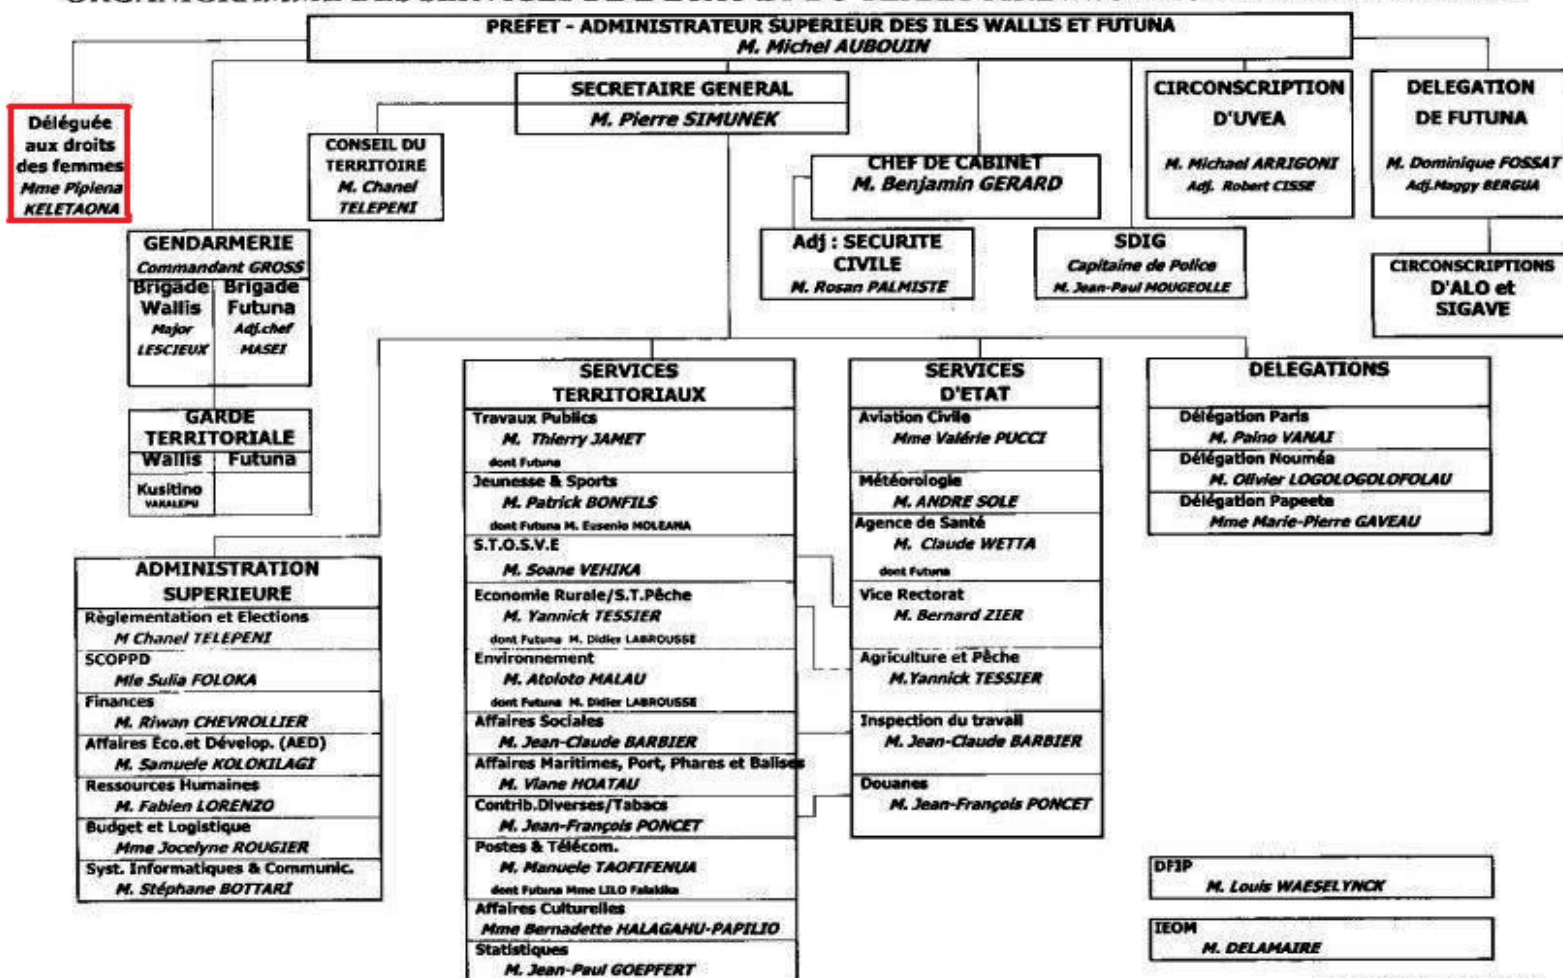 PREFET - ADMINISTRATEUR SUPERIEUR DES ILES WALLIS ET FUTUNA
M. Michel AUBOUIN
Déléguée
aux droits
des femmes
Mme Pipiena
KELETAONA
SECRETAIRE GENERAL
M. Pierre SIMUNEK
CONSEIL DU
TERRITOIRE
M. Chanel
TELEPENI
CHEF DE CABINET
M. Benjamin GERARD
CIRCONSCRIPTION
D'UVEA
M. Michael ARRIGONI
Adj. Robert CISSE
DELEGATION
DE FUTUNA
M. Dominique FOSSAT
Adj.Maggy BERGUA
GENDARMERIE
Commandant GROSS
Brigade
Wallis
Major
LESCIEUX
Brigade
Futuna
Adj.chef
MASEI
Adj : SECURITE
CIVILE
M. Rosan PALMISTE
SDIG
Capitaine de Police
M. Jean-Paul MOUGEOLLE
CIRCONSCRIPTIONS
D'ALO et
SIGAVE
GARDE
TERRITORIALE
Wallis Futuna
Kusitino
VAKALEPU
ADMINISTRATION
SUPERIEURE
Règlementation et Elections
M Chanel TELEPENI
SCOPPD
Mle Sulia FOLOKA
Finances
M. Riwan CHEVROLLIER
Affaires Eco.et Dévelop. (AED)
M. Samuele KOLOKILAGI
Ressources Humaines
M. Fabien LORENZO
Budget et Logistique
Mme Jocelyne ROUGIER
Syst. Informatiques & Communic.
M. Stéphane BOTTARI
SERVICES
TERRITORIAUX
Travaux Publics
M. Thierry JAMET
dont Futuna
Jeunesse & Sports
M. Patrick BONFILS
dont Futuna M. Eusenio MOLEANA
S.T.O.S.V.E
M. Soane VEHIKA
Economie Rurale/S.T.Pêche
M. Yannick TESSIER
dont Futuna M. Didier LABROUSSE
Environnement
M. Atoloto MALAU
dont Futuna M. Didier LABROUSSE
Affaires Sociales
M. Jean-Claude BARBIER
Affaires Maritimes, Port, Phares et Balises
M. Viane HOATAU
Contrib.Diverses/Tabacs
M. Jean-François PONCET
Postes & Télécom.
M. Manuele TAOFIFENUA
dont Futuna Mme LILO Falakika
Affaires Culturelles
Mme Bernadette HALAGAHU-PAPILIO
Statistiques
M. Jean-Paul GOEPFERT
SERVICES
D'ETAT
Aviation Civile
Mme Valérie PUCCI
Météorologie
M. ANDRE SOLE
Agence de Santé
M. Claude WETTA
dont Futuna
Vice Rectorat
M. Bernard ZIER
Agriculture et Pêche
M.Yannick TESSIER
Inspection du travail
M. Jean-Claude BARBIER
Douanes
M. Jean-François PONCET
DELEGATIONS
Délégation Paris
M. Paino VANAI
Délégation Nouméa
M. Olivier LOGOLOGOLOFOLAU
Délégation Papeete
Mme Marie-Pierre GAVEAU
DFIP
M. Louis WAESELYNCK
IEOM
M. DELAMAIRE